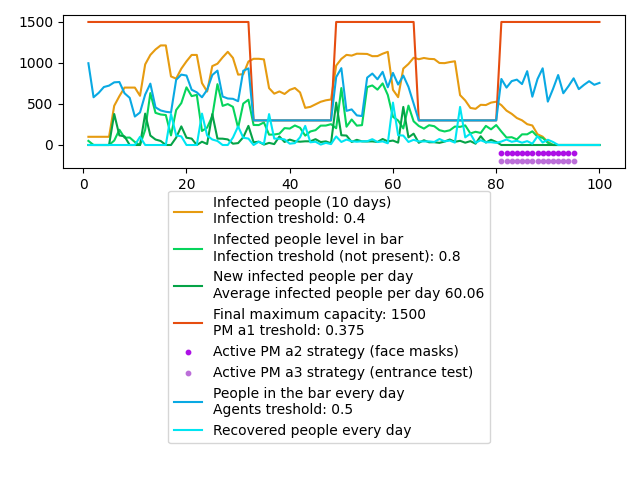 1500
1000
500
0
0 20 40 60 80 100
Infected people (10 days)
Infection treshold: 0.4
Infected people level in bar
Infection treshold (not present): 0.8
New infected people per day
Average infected people per day 60.06
Final maximum capacity: 1500
PM a1 treshold: 0.375
Active PM a2 strategy (face masks)
Active PM a3 strategy (entrance test)
People in the bar every day
Agents treshold: 0.5
Recovered people every day